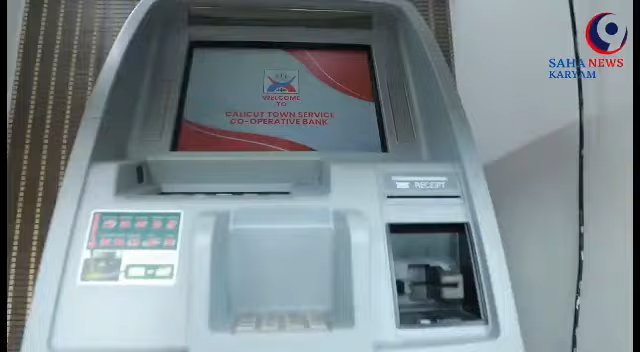 SAHA NEWS
KARYAM
WELCOME
TO
CALICUT TOWN SERVICE
CO-OPERATIVE BANK
RECEIPT